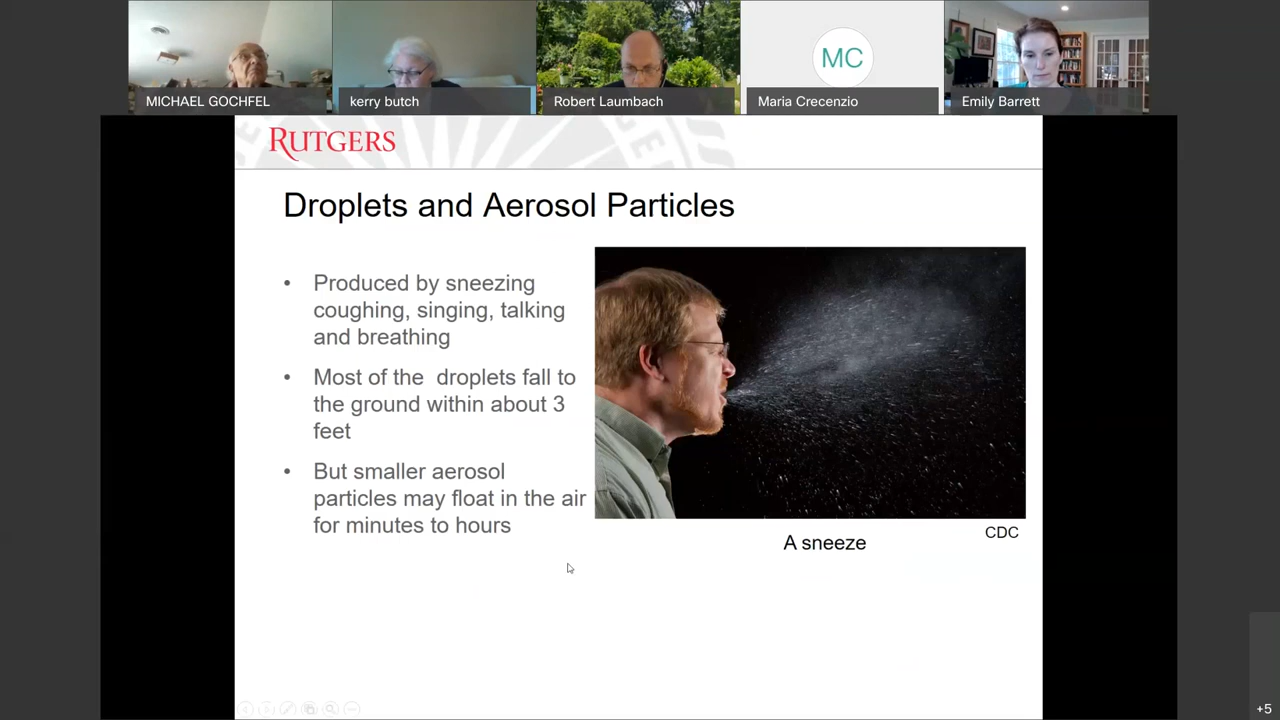 MICHAEL GOCHFEL
kerry butch
Robert Laumbach
MC
Maria Crecenzio
Emily Barrett
RUTGERS
Droplets and Aerosol Particles
• Produced by sneezing
coughing, singing, talking
and breathing
• Most of the droplets fall to
the ground within about 3
feet
• But smaller aerosol
particles may float in the air
for minutes to hours
CDC
A sneeze
+5